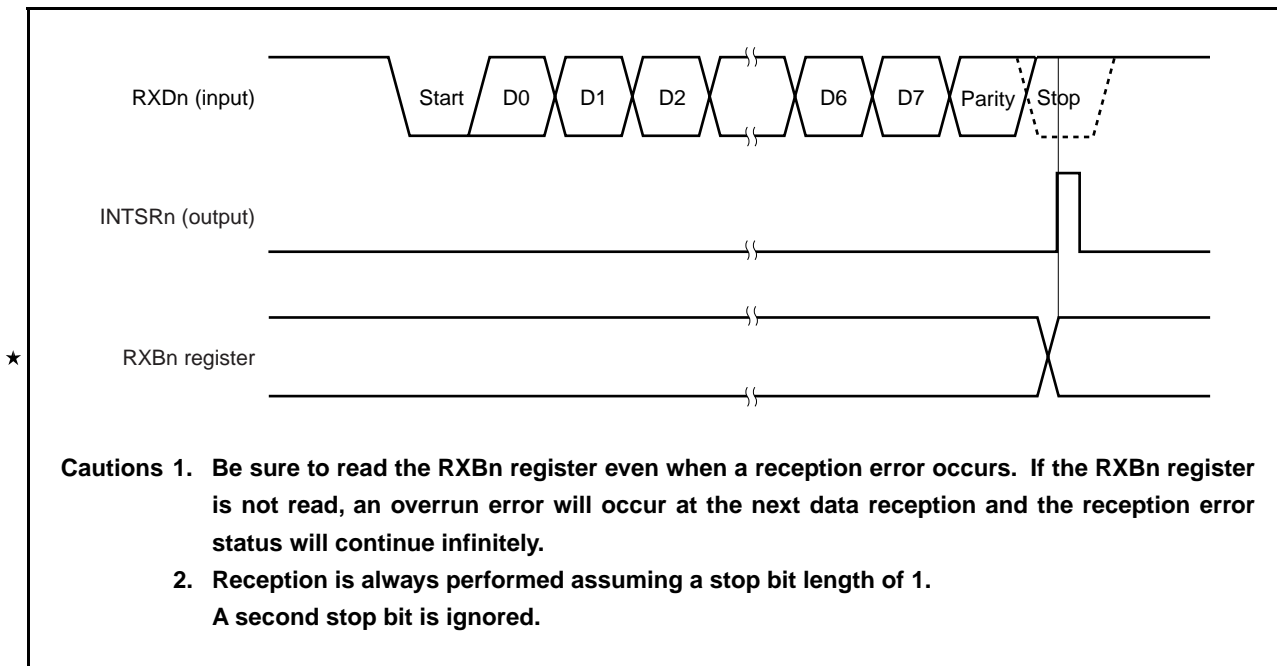 RXDn (input)
Start D0 D1 D2 D6 D7 Parity Stop
INTSRn (output)
★ RXBn register
Cautions 1. Be sure to read the RXBn register even when a reception error occurs. If the RXBn register
is not read, an overrun error will occur at the next data reception and the reception error
status will continue infinitely.
2. Reception is always performed assuming a stop bit length of 1.
A second stop bit is ignored.